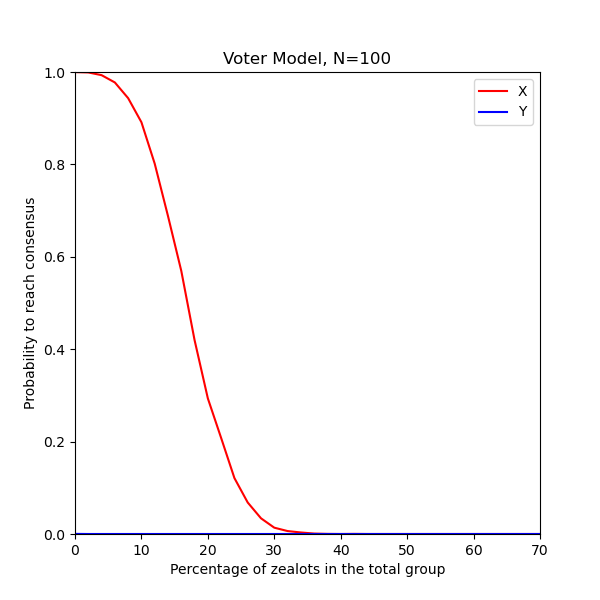 Voter Model, N=100
X
Y
Probability to reach consensus
1.0
0.8
0.6
0.4
0.2
0.0
0 10 20 30 40 50 60 70
Percentage of zealots in the total group